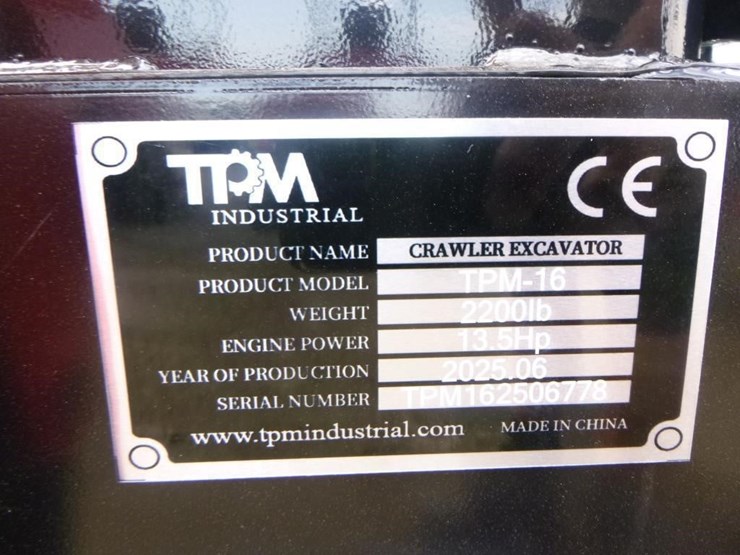 TPM
INDUSTRIAL
CE
PRODUCT NAME CRAWLER EXCAVATOR
PRODUCT MODEL TPM-16
WEIGHT 2200lb
ENGINE POWER 13.5Hp
YEAR OF PRODUCTION 2025.06
SERIAL NUMBER TPM162506778
www.tpmindustrial.com MADE IN CHINA